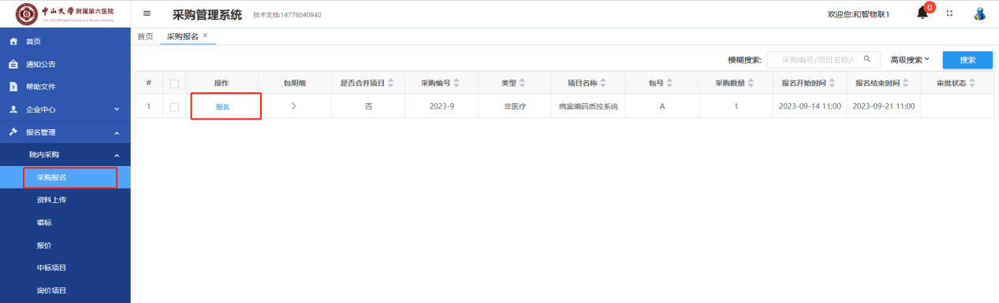 中山大学附属第六医院
The Sixth Affiliated Hospital, Sun Yat-sen University
采购管理系统
技术支持:14776040940
欢迎您:和智物联1
0
首页
通知公告
帮助文件
企业中心
报名管理
院内采购
采购报名
资料上传
唱标
报价
中标项目
询价项目
首页 采购报名 ×
模糊搜索: 采购编号/项目名称/ 高级搜索 搜索
# 操作 包明细 是否合并项目 采购编号 类型 项目名称 包号 采购数量 报名开始时间 报名结束时间 审批状态
1 报名 否 2023-9 非医疗 病案编码质控系统 A 1 2023-09-14 11:00 2023-09-21 11:00